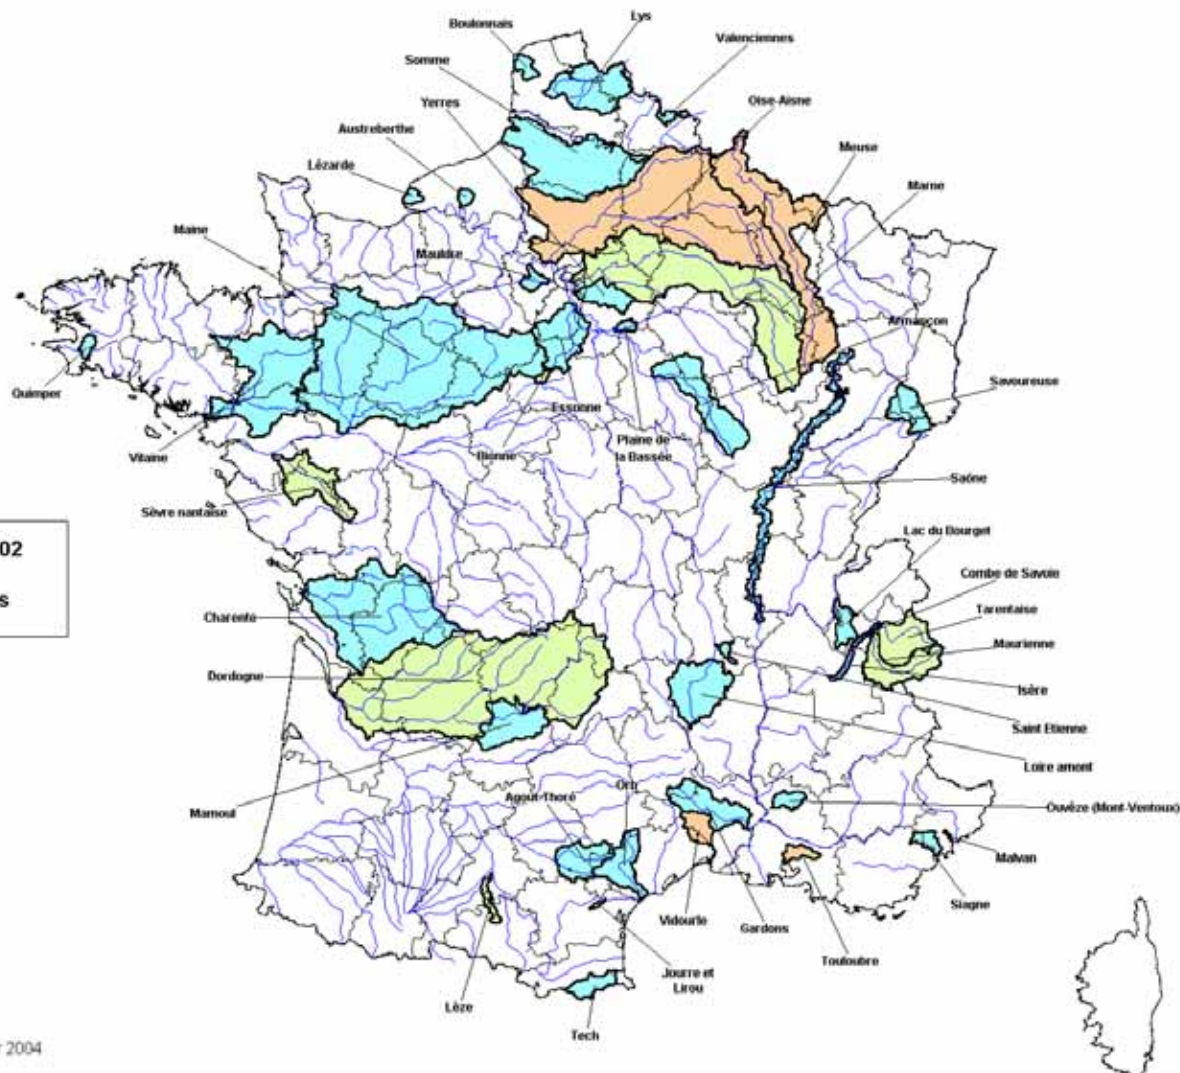 Lys
Boulonnais
Valenciennes
Somme
Oise-Aisne
Yerres
Austreberthe
Meuse
Lézarde
Marne
Maine
Mauldre
Armançon
Savoureuse
Quimper
Essonne
Plaine de
la Bassée
Vilaine
Bionne
Saône
Sèvre nantaise
Lac du Bourget
02
Combe de Savoie
s
Tarentaise
Charente
Maurienne
Dordogne
Isère
Saint Etienne
Loire amont
Orb
Agout-Thoré
Ouvèze (Mont-Ventoux)
Mamoul
Malvan
Siagne
Vidourle
Gardons
Touloubre
Jourre et
Lirou
Lèze
Tech
2004